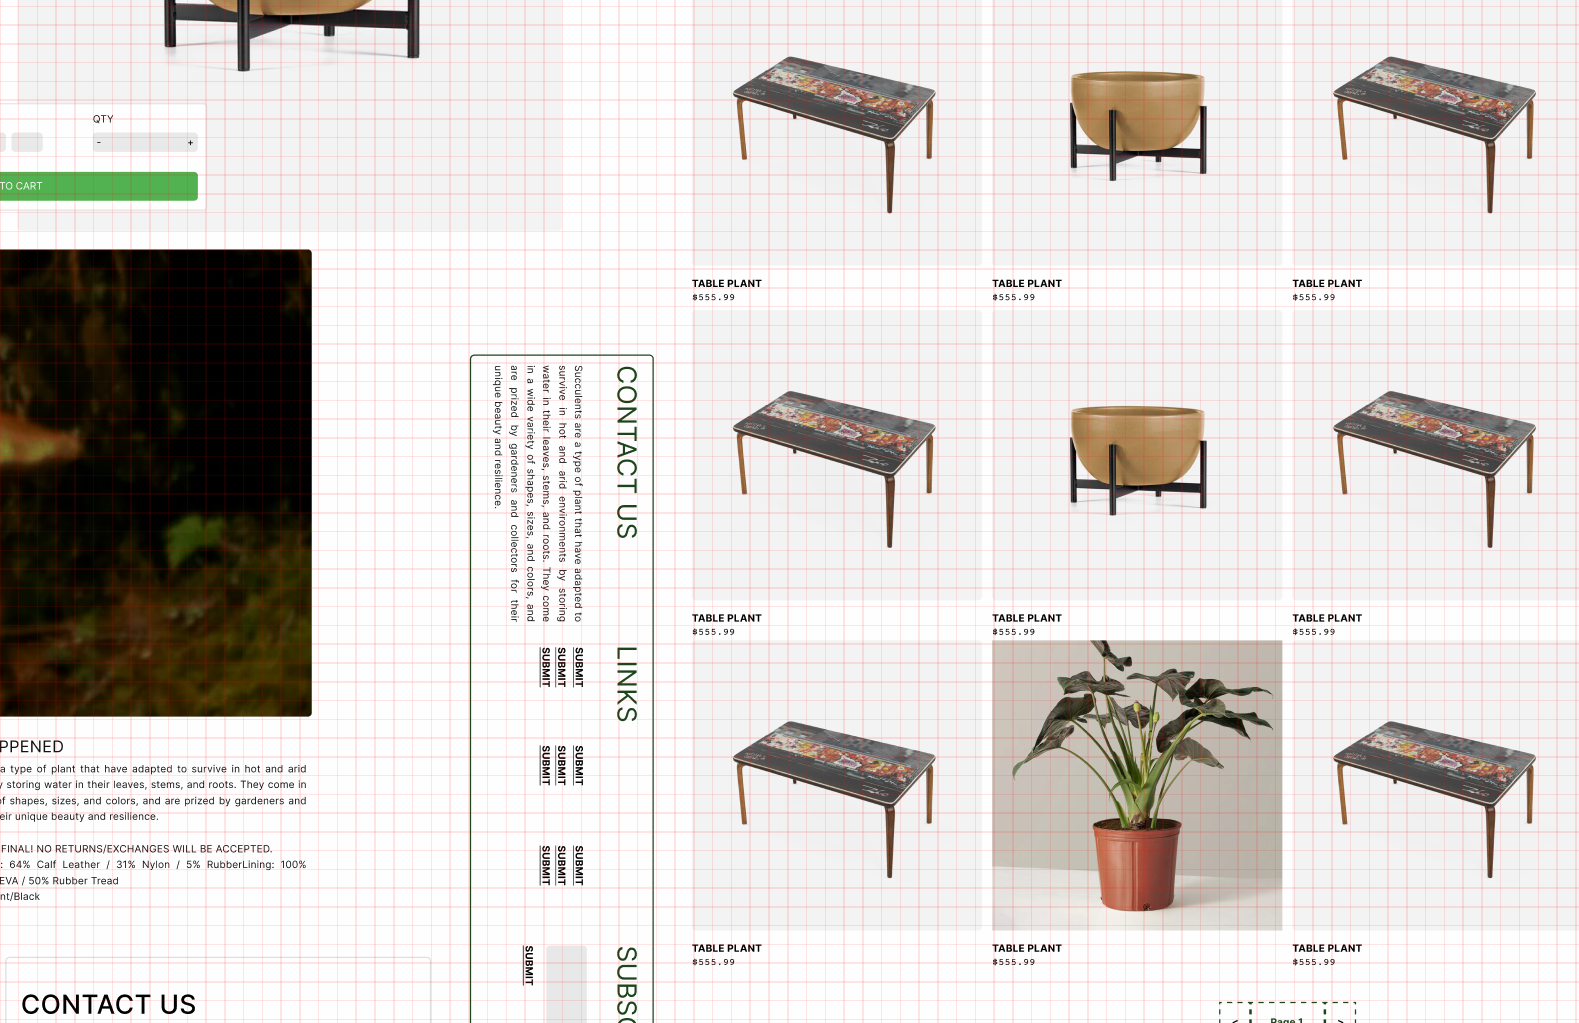 QTY
- +
TO CART
PPENED
a type of plant that have adapted to survive in hot and arid
y storing water in their leaves, stems, and roots. They come in
of shapes, sizes, and colors, and are prized by gardeners and
eir unique beauty and resilience.
FINAL! NO RETURNS/EXCHANGES WILL BE ACCEPTED.
: 64% Calf Leather / 31% Nylon / 5% RubberLining: 100%
EVA / 50% Rubber Tread
nt/Black
CONTACT US
CONTACT US
Succulents are a type of plant that have adapted to
survive in hot and arid environments by storing
water in their leaves, stems, and roots. They come
in a wide variety of shapes, sizes, and colors, and
are prized by gardeners and collectors for their
unique beauty and resilience.
LINKS
SUBMIT
SUBMIT
SUBMIT
SUBMIT
SUBMIT
SUBMIT
SUBMIT
SUBMIT
SUBMIT
SUBSC
SUBMIT
TABLE PLANT
$555.99
TABLE PLANT
$555.99
TABLE PLANT
$555.99
TABLE PLANT
$555.99
TABLE PLANT
$555.99
TABLE PLANT
$555.99
TABLE PLANT
$555.99
TABLE PLANT
$555.99
TABLE PLANT
$555.99
< Page 1 >